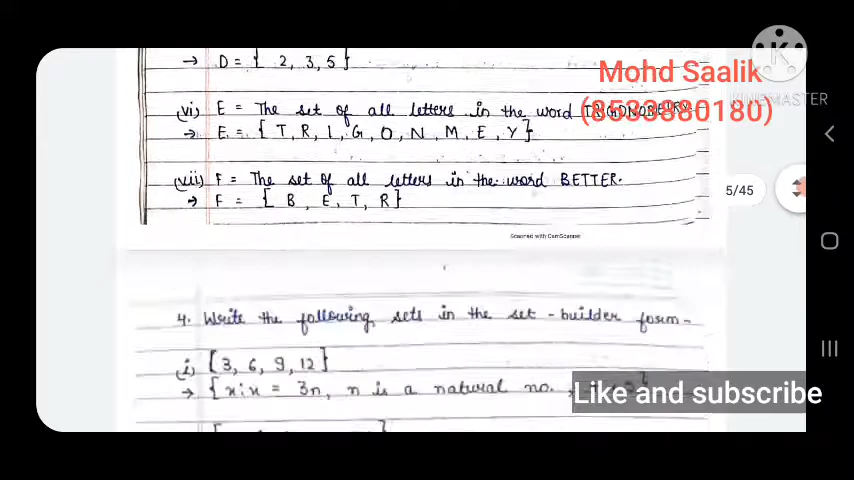 → D = { 2, 3, 5 }
Mohd Saalik
(8533880180)
KINEMASTER
(vi) E = The set of all letters in the word TRIGONOMETRY.
→ E = { T, R, I, G, O, N, M, E, Y }
(vii) F = The set of all letters in the word BETTER.
→ F = { B, E, T, R }
5/45
Scanned with CamScanner
4. Write the following sets in the set-builder form-
(i) {3, 6, 9, 12}
→ {x:x = 3n, n is a natural no.
Like and subscribe